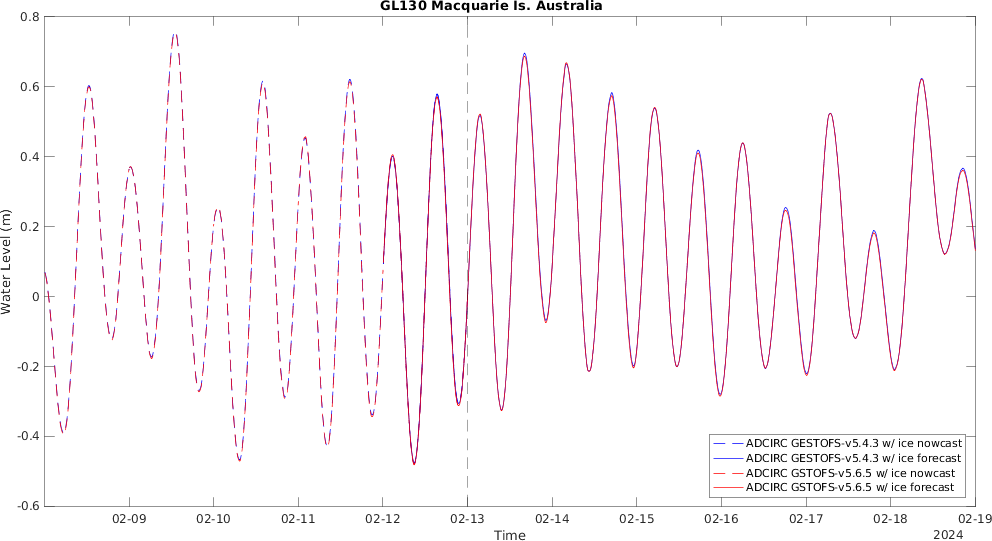 GL130 Macquarie Is. Australia
0.8
0.6
0.4
0.2
0
-0.2
-0.4
-0.6
Water Level (m)
ADCIRC GESTOFS-v5.4.3 w/ ice nowcast
ADCIRC GESTOFS-v5.4.3 w/ ice forecast
ADCIRC GSTOFS-v5.6.5 w/ ice nowcast
ADCIRC GSTOFS-v5.6.5 w/ ice forecast
02-09 02-10 02-11 02-12 02-13 02-14 02-15 02-16 02-17 02-18 02-19
Time
2024